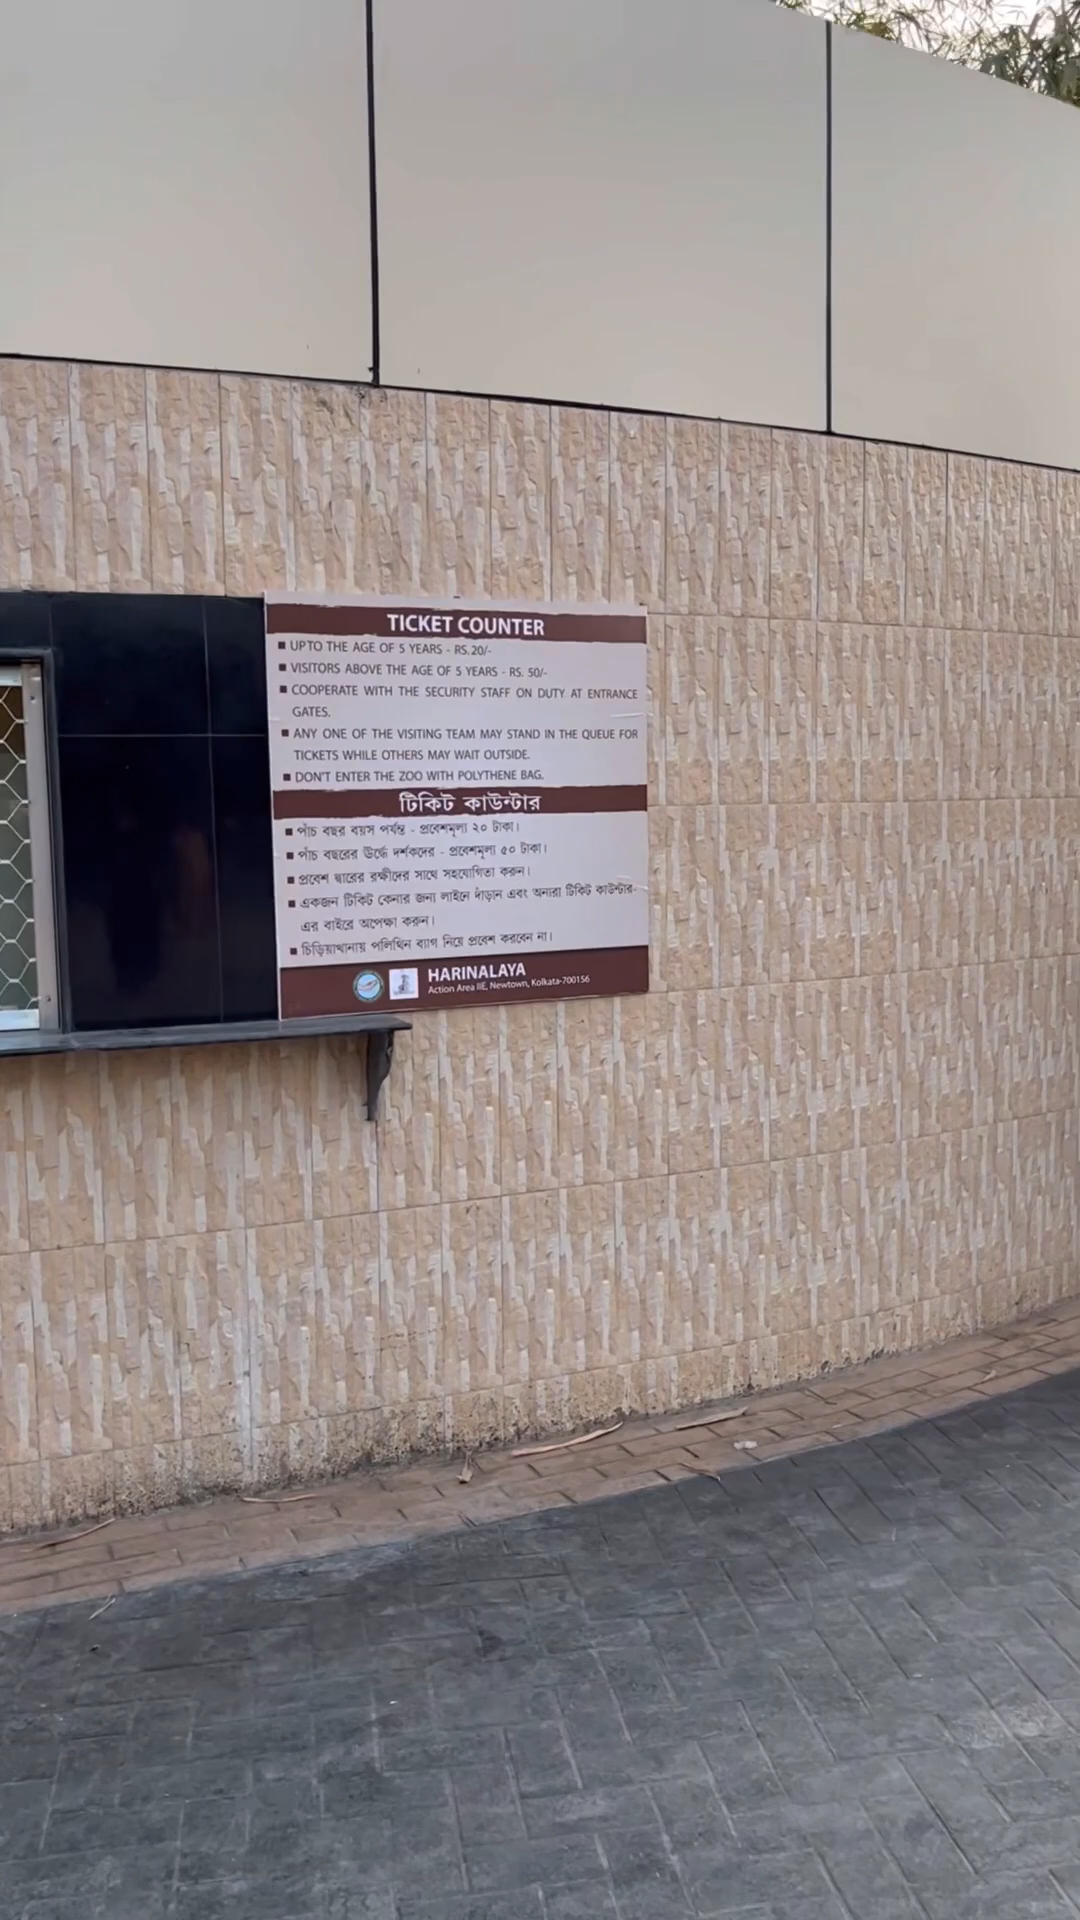 TICKET COUNTER
■ UPTO THE AGE OF 5 YEARS - RS.20/-
■ VISITORS ABOVE THE AGE OF 5 YEARS - RS. 50/-
■ COOPERATE WITH THE SECURITY STAFF ON DUTY AT ENTRANCE
GATES.
■ ANY ONE OF THE VISITING TEAM MAY STAND IN THE QUEUE FOR
TICKETS WHILE OTHERS MAY WAIT OUTSIDE.
■ DON'T ENTER THE ZOO WITH POLYTHENE BAG.
টিকিট কাউন্টার
■ পাঁচ বছর বয়স পর্যন্ত - প্রবেশমূল্য ২০ টাকা।
■ পাঁচ বছরের উর্দ্ধে দর্শকদের - প্রবেশমূল্য ৫০ টাকা।
■ প্রবেশ দ্বারের রক্ষীদের সাথে সহযোগিতা করুন।
■ একজন টিকিট কেনার জন্য লাইনে দাঁড়ান এবং অন্যরা টিকিট কাউন্টার-
এর বাইরে অপেক্ষা করুন।
■ চিড়িয়াখানায় পলিথিন ব্যাগ নিয়ে প্রবেশ করবেন না।
HARINALAYA
Action Area IIE, Newtown, Kolkata-700156